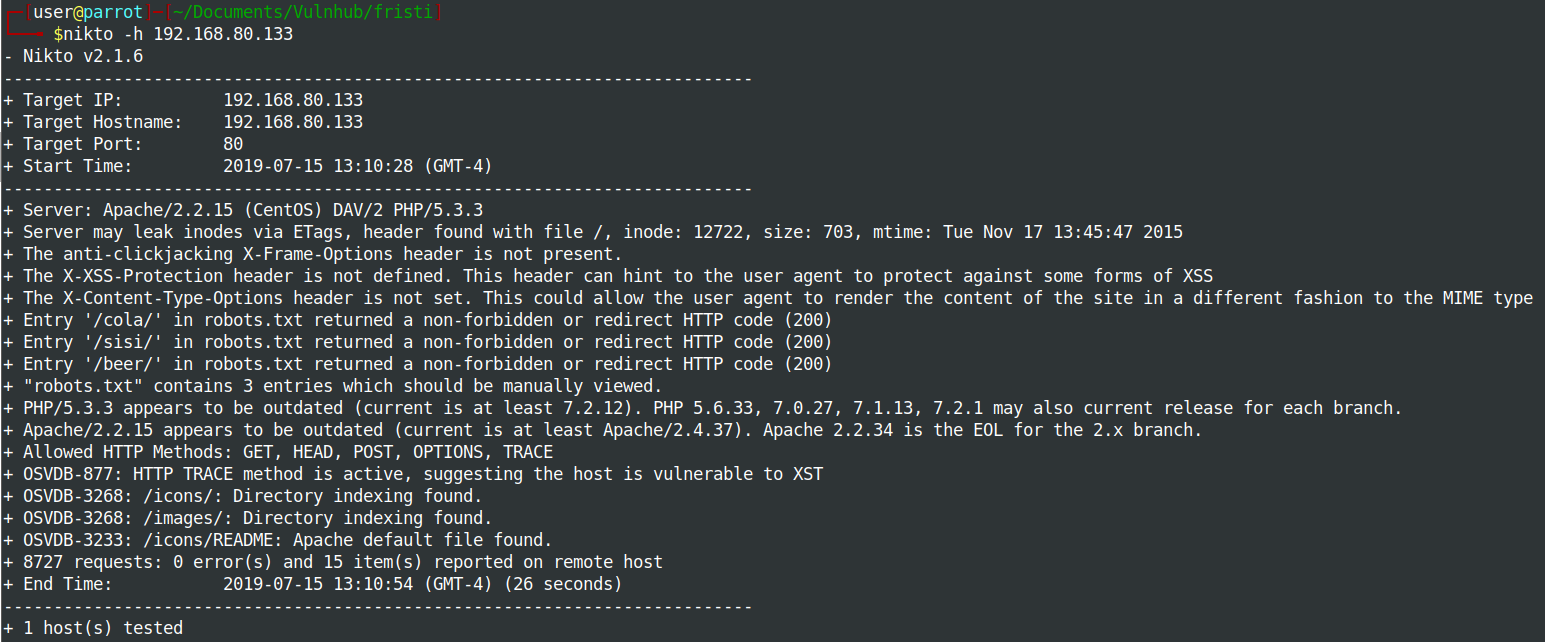 ┌─[user@parrot]─[~/Documents/Vulnhub/fristi]
└──╼ $nikto -h 192.168.80.133
- Nikto v2.1.6
---------------------------------------------------------------------------
+ Target IP:          192.168.80.133
+ Target Hostname:    192.168.80.133
+ Target Port:        80
+ Start Time:         2019-07-15 13:10:28 (GMT-4)
---------------------------------------------------------------------------
+ Server: Apache/2.2.15 (CentOS) DAV/2 PHP/5.3.3
+ Server may leak inodes via ETags, header found with file /, inode: 12722, size: 703, mtime: Tue Nov 17 13:45:47 2015
+ The anti-clickjacking X-Frame-Options header is not present.
+ The X-XSS-Protection header is not defined. This header can hint to the user agent to protect against some forms of XSS
+ The X-Content-Type-Options header is not set. This could allow the user agent to render the content of the site in a different fashion to the MIME type
+ Entry '/cola/' in robots.txt returned a non-forbidden or redirect HTTP code (200)
+ Entry '/sisi/' in robots.txt returned a non-forbidden or redirect HTTP code (200)
+ Entry '/beer/' in robots.txt returned a non-forbidden or redirect HTTP code (200)
+ "robots.txt" contains 3 entries which should be manually viewed.
+ PHP/5.3.3 appears to be outdated (current is at least 7.2.12). PHP 5.6.33, 7.0.27, 7.1.13, 7.2.1 may also current release for each branch.
+ Apache/2.2.15 appears to be outdated (current is at least Apache/2.4.37). Apache 2.2.34 is the EOL for the 2.x branch.
+ Allowed HTTP Methods: GET, HEAD, POST, OPTIONS, TRACE
+ OSVDB-877: HTTP TRACE method is active, suggesting the host is vulnerable to XST
+ OSVDB-3268: /icons/: Directory indexing found.
+ OSVDB-3268: /images/: Directory indexing found.
+ OSVDB-3233: /icons/README: Apache default file found.
+ 8727 requests: 0 error(s) and 15 item(s) reported on remote host
+ End Time:           2019-07-15 13:10:54 (GMT-4) (26 seconds)
---------------------------------------------------------------------------
+ 1 host(s) tested